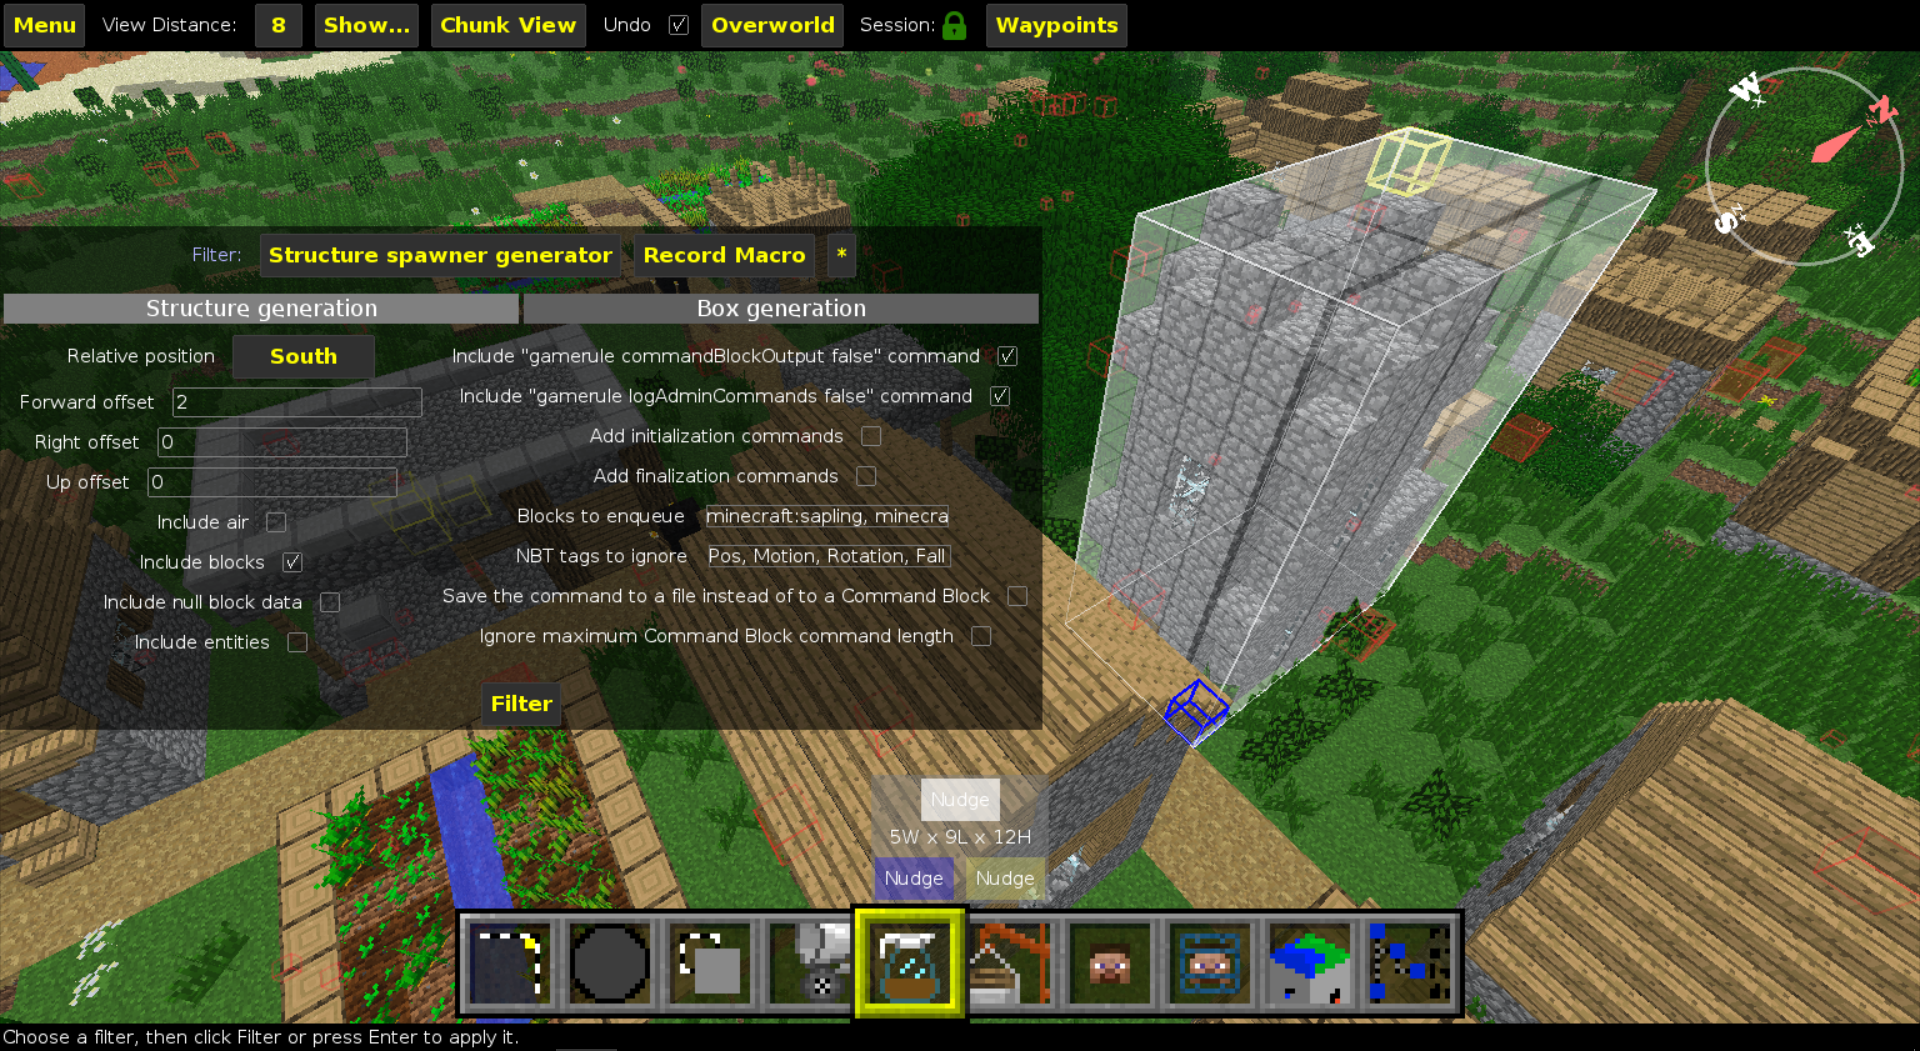 Menu View Distance: 8 Show... Chunk View Undo Overworld Session: Waypoints
W
N
S
E
Filter: Structure spawner generator Record Macro *
Structure generation
Relative position South
Forward offset 2
Right offset 0
Up offset 0
Include air
Include blocks
Include null block data
Include entities
Box generation
Include "gamerule commandBlockOutput false" command
Include "gamerule logAdminCommands false" command
Add initialization commands
Add finalization commands
Blocks to enqueue minecraft:sapling, minecra
NBT tags to ignore Pos, Motion, Rotation, Fall
Save the command to a file instead of to a Command Block
Ignore maximum Command Block command length
Filter
Nudge
5W x 9L x 12H
Nudge Nudge
Choose a filter, then click Filter or press Enter to apply it.